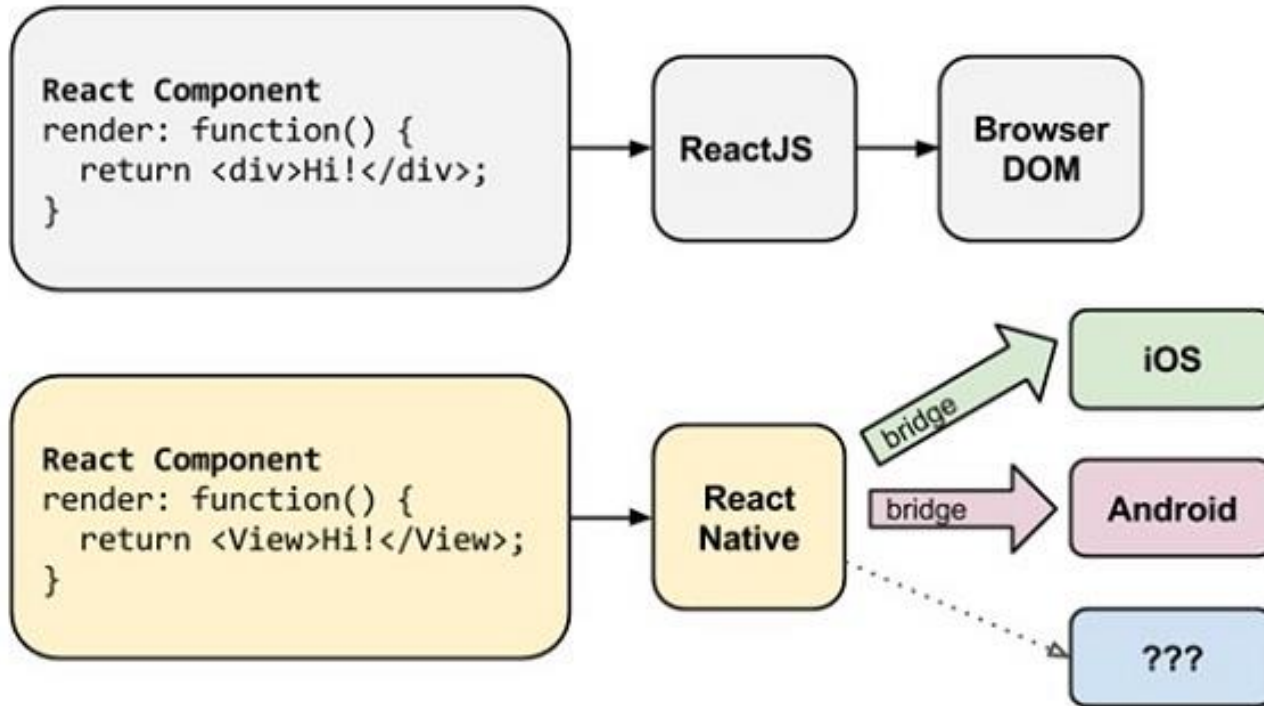 React Component
render: function() {
  return <div>Hi!</div>;
}
ReactJS
Browser
DOM
React Component
render: function() {
  return <View>Hi!</View>;
}
React
Native
bridge
iOS
bridge
Android
???